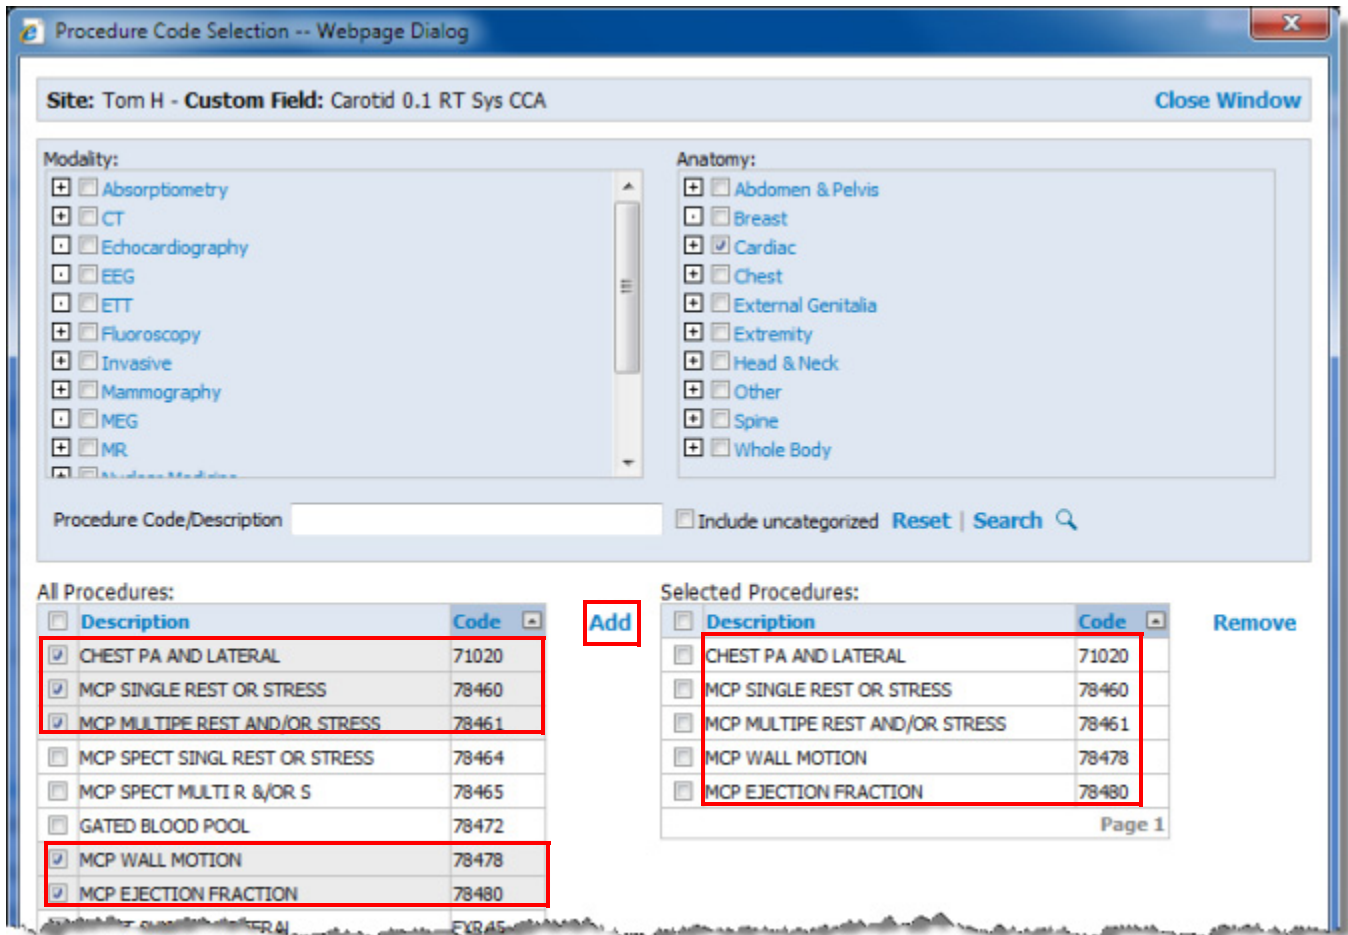 Procedure Code Selection -- Webpage Dialog
Site: Tom H - Custom Field: Carotid 0.1 RT Sys CCA
Close Window
Modality:
Absorptiometry
CT
Echocardiography
EEG
ETT
Fluoroscopy
Invasive
Mammography
MEG
MR
Nuclear Medicine
Anatomy:
Abdomen & Pelvis
Breast
Cardiac
Chest
External Genitalia
Extremity
Head & Neck
Other
Spine
Whole Body
Procedure Code/Description
Include uncategorized Reset | Search
All Procedures:
Description Code
CHEST PA AND LATERAL 71020
MCP SINGLE REST OR STRESS 78460
MCP MULTIPE REST AND/OR STRESS 78461
MCP SPECT SINGL REST OR STRESS 78464
MCP SPECT MULTI R &/OR S 78465
GATED BLOOD POOL 78472
MCP WALL MOTION 78478
MCP EJECTION FRACTION 78480
Add
Selected Procedures:
Description Code
CHEST PA AND LATERAL 71020
MCP SINGLE REST OR STRESS 78460
MCP MULTIPE REST AND/OR STRESS 78461
MCP WALL MOTION 78478
MCP EJECTION FRACTION 78480
Page 1
Remove